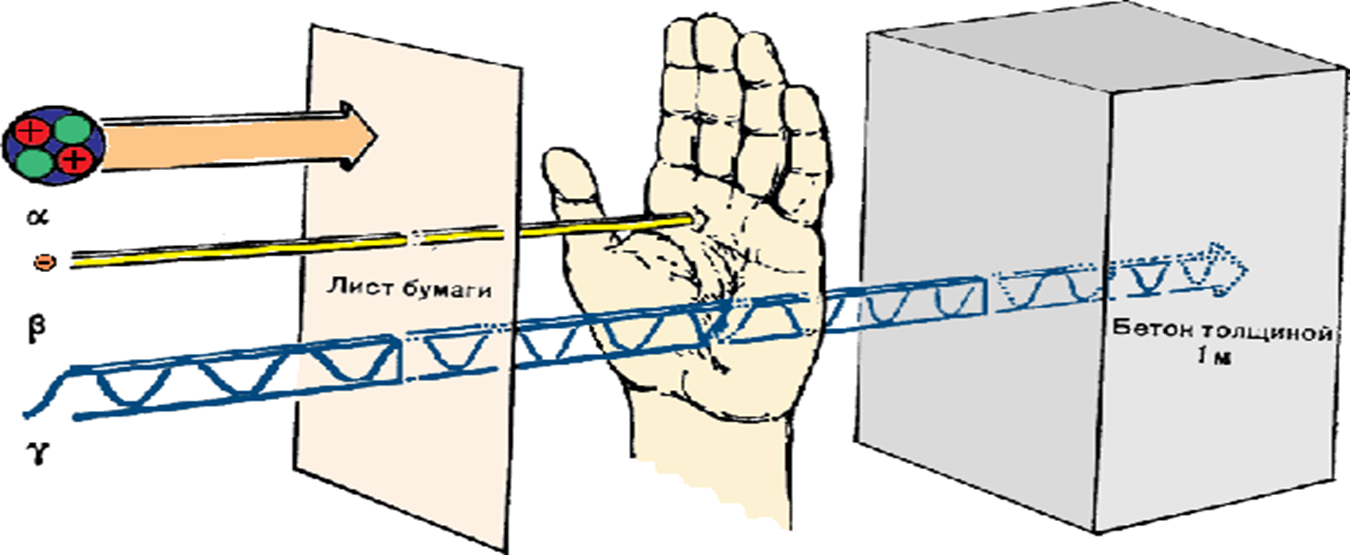 +
+
α
-
Лист бумаги
β
Бетон толщиной
1 м
γ